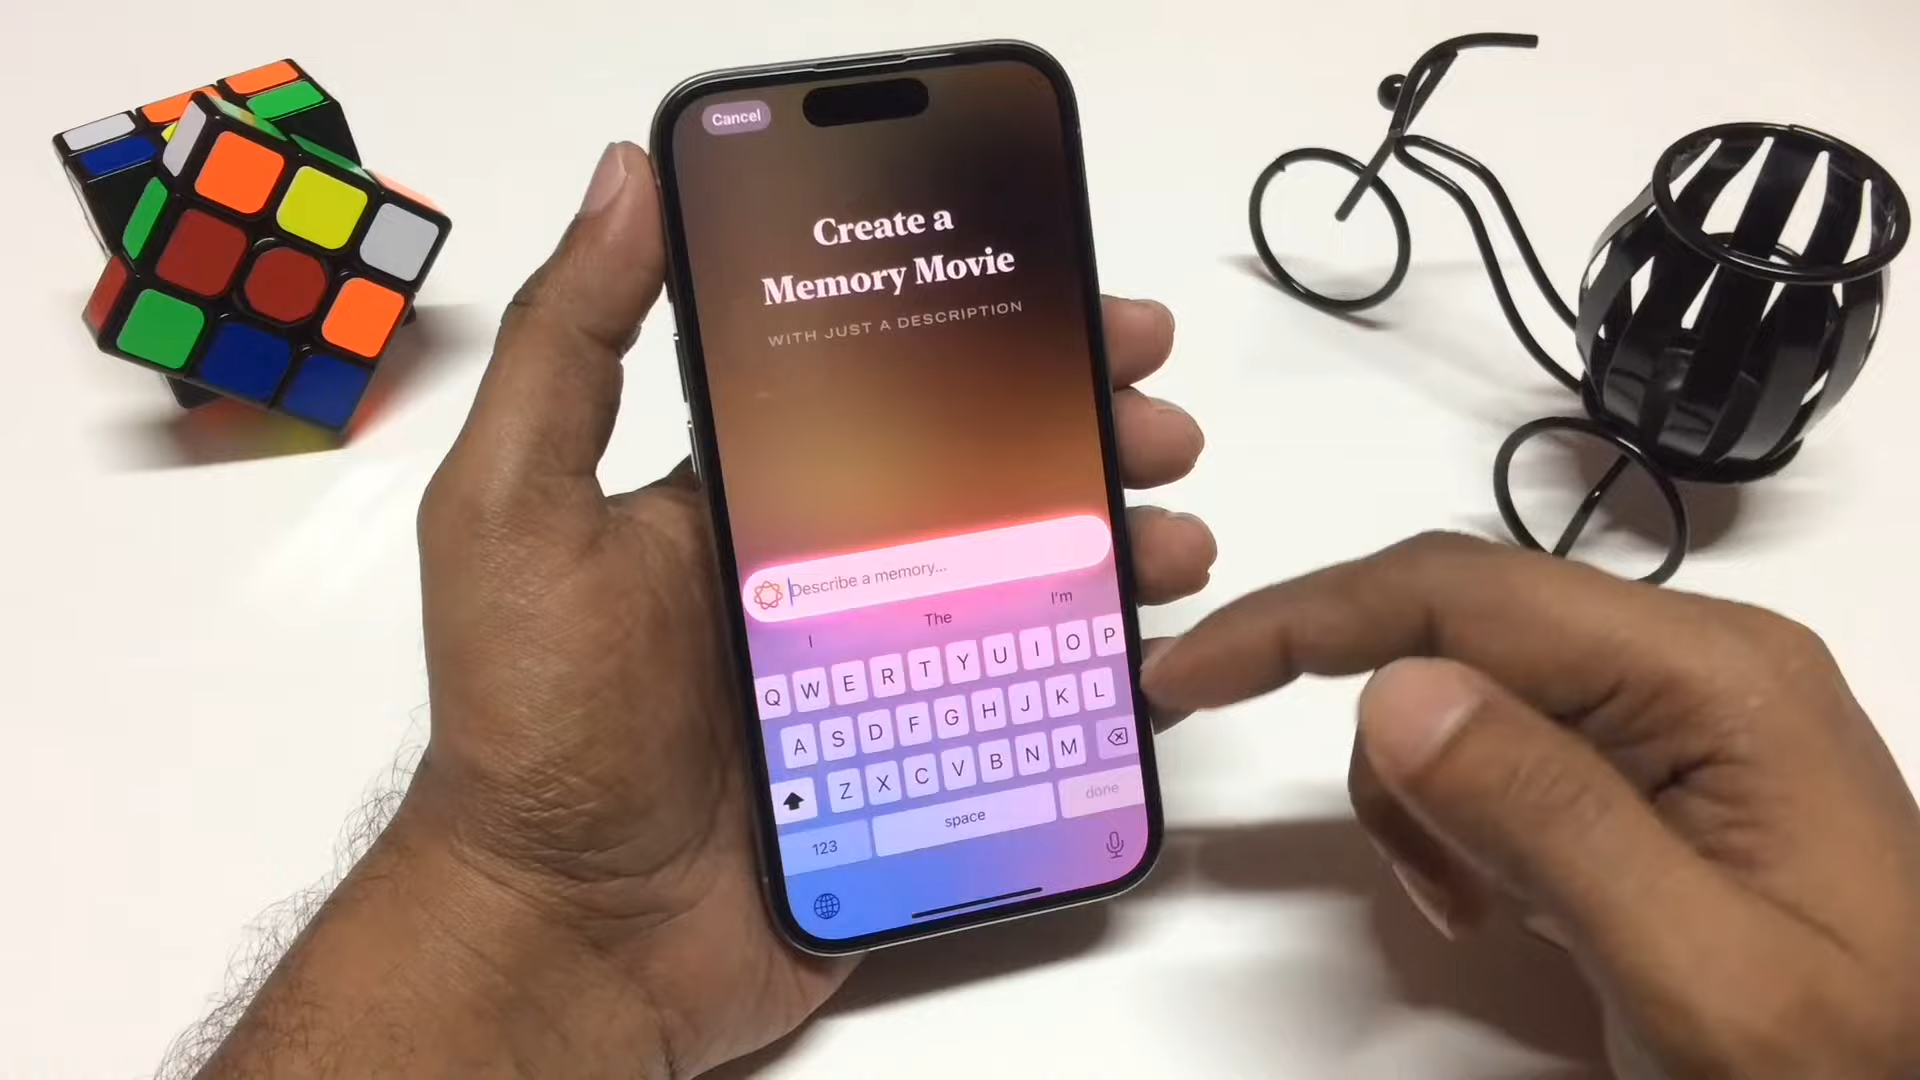 Cancel
Create a
Memory Movie
WITH JUST A DESCRIPTION
Describe a memory...
I The I'm
Q W E R T Y U I O P
A S D F G H J K L
Z X C V B N M
123 space done